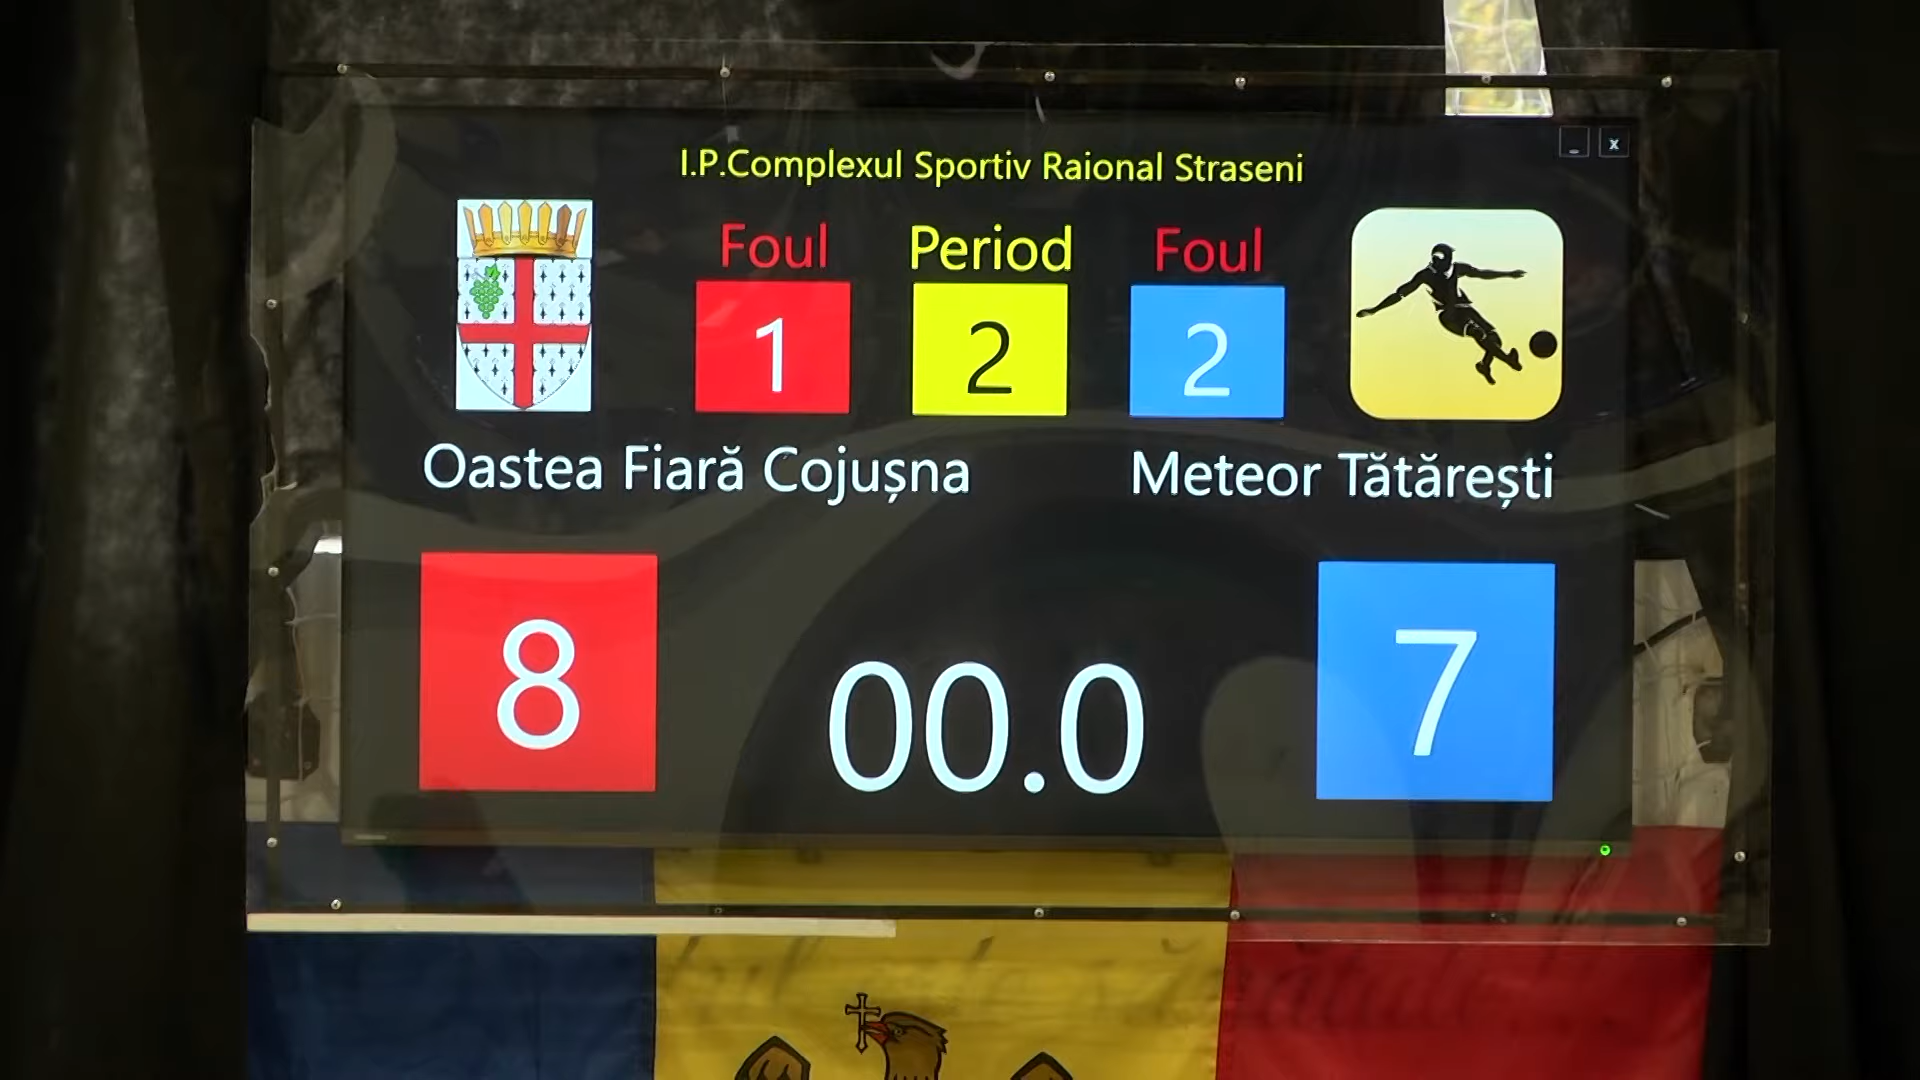 I.P.Complexul Sportiv Raional Straseni
_ x
Foul Period Foul
1 2 2
Oastea Fiară Cojușna Meteor Tătărești
8 00.0 7